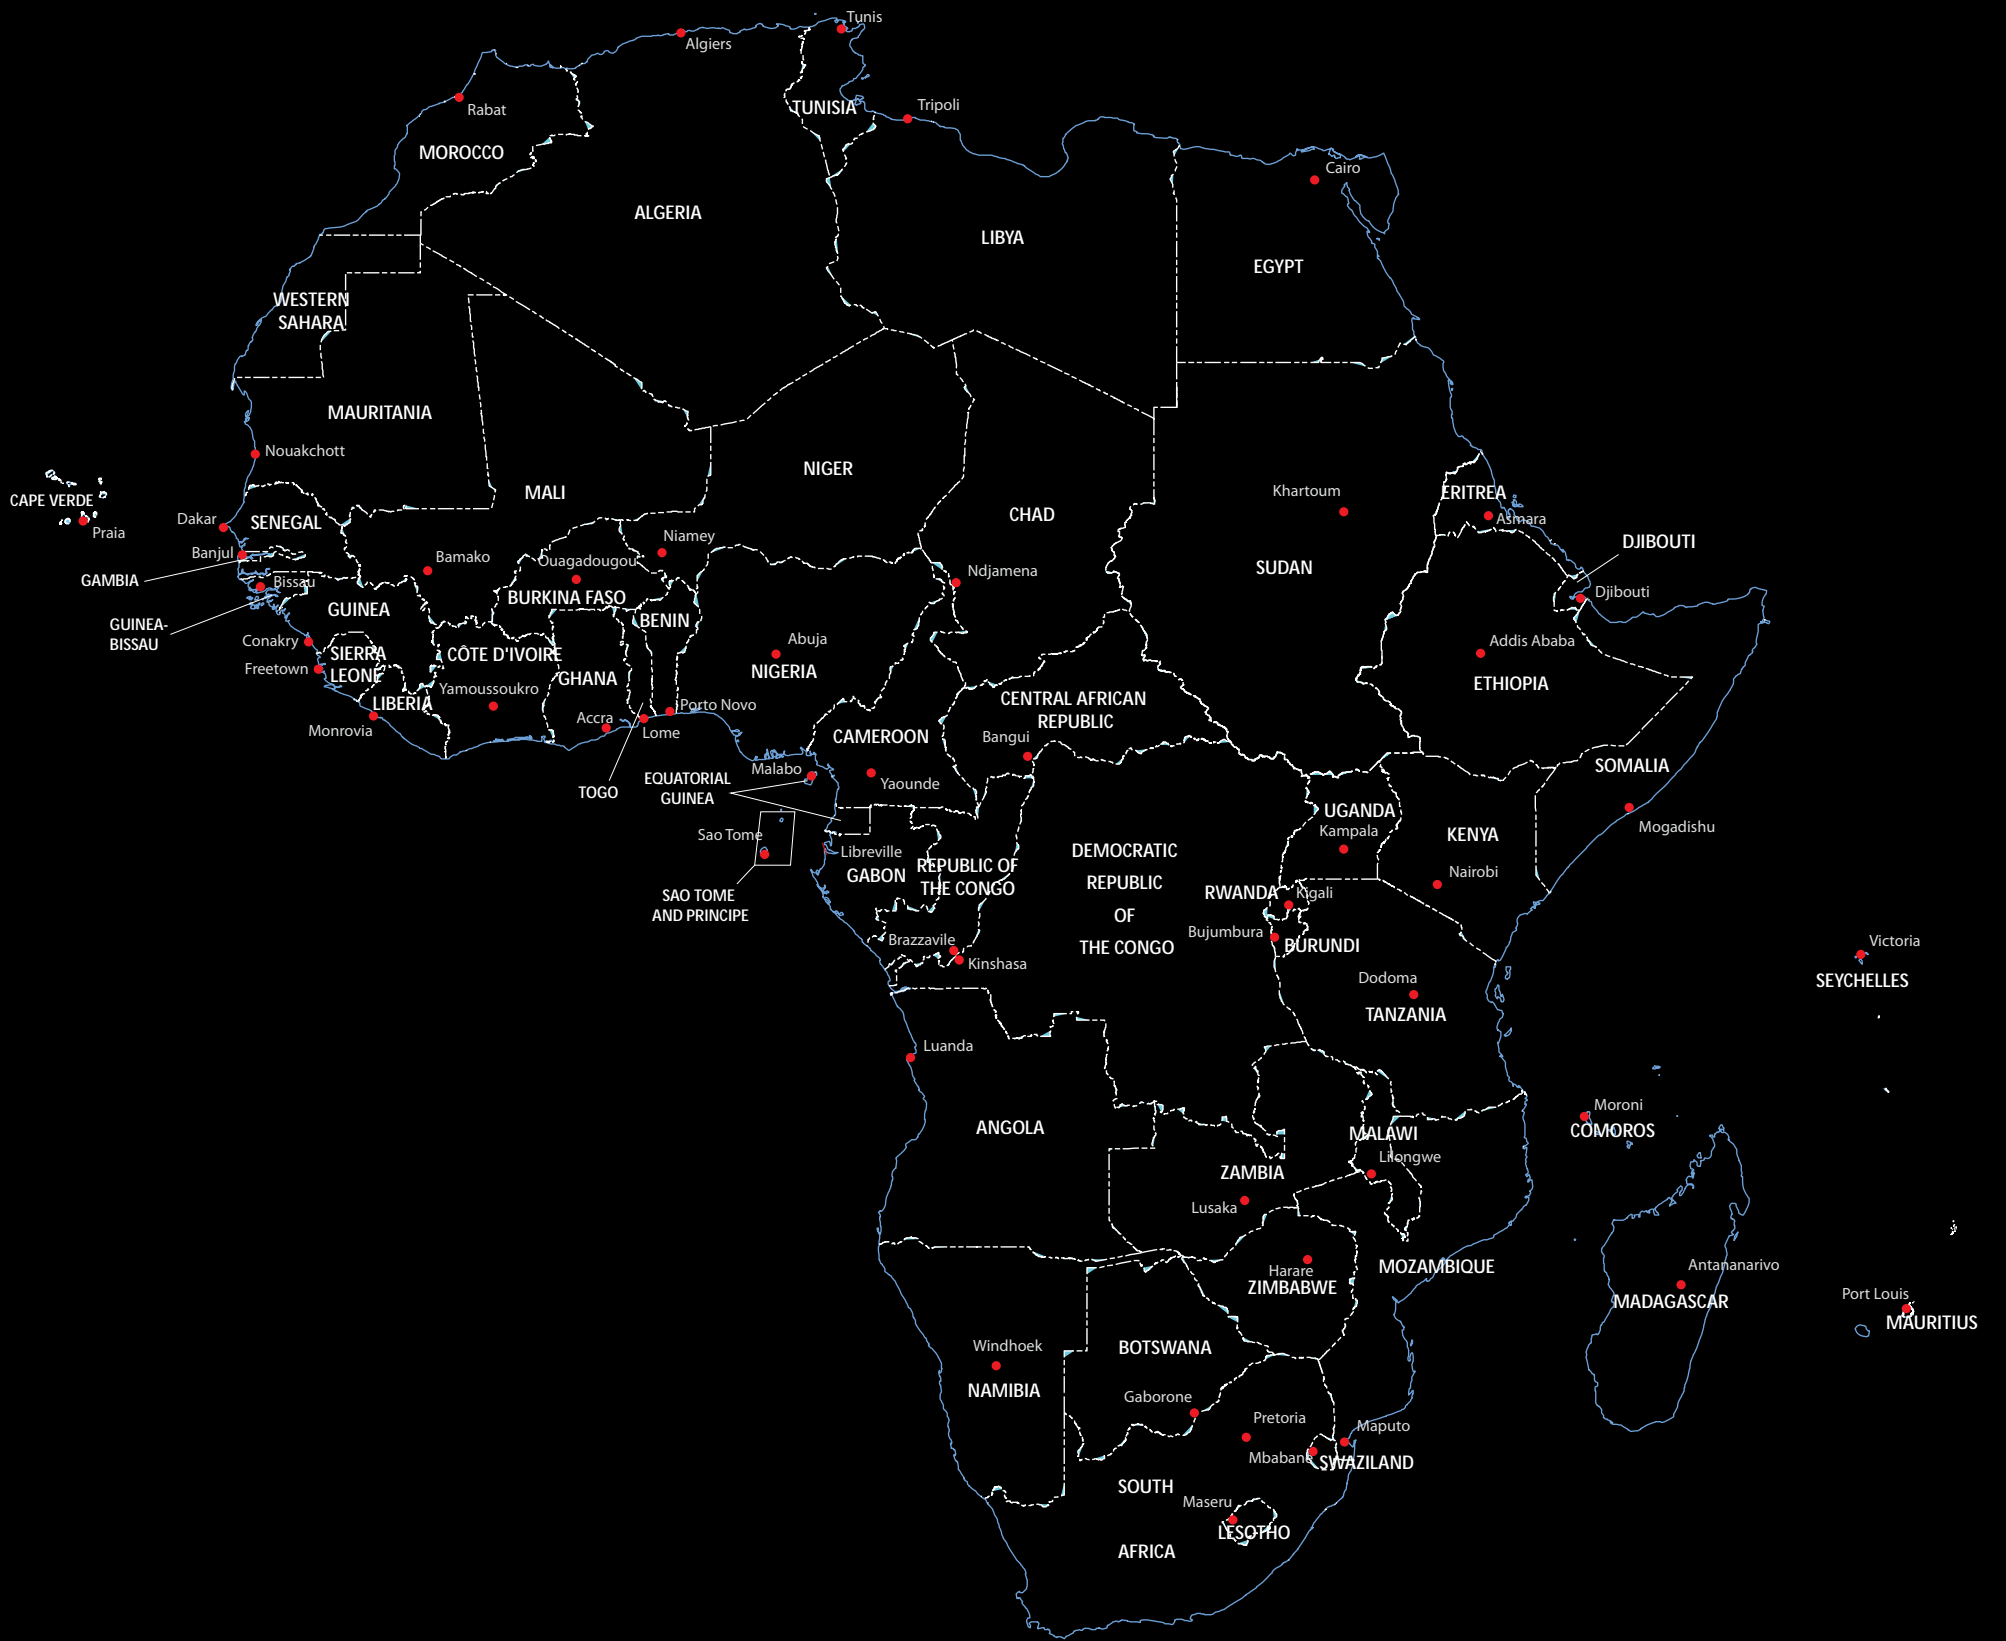 Tunis
Algiers
Rabat
Tripoli
TUNISIA
MOROCCO
Cairo
ALGERIA
LIBYA
EGYPT
WESTERN
SAHARA
MAURITANIA
Nouakchott
NIGER
MALI
CAPE VERDE
Praia
Khartoum
ERITREA
Asmara
CHAD
Dakar
SENEGAL
Banjul
GAMBIA
Bamako
Niamey
Ouagadougou
BURKINA FASO
Ndjamena
SUDAN
DJIBOUTI
Djibouti
Bissau
GUINEA
GUINEA-
BISSAU
BENIN
Conakry
SIERRA
LEONE
Freetown
CÔTE D'IVOIRE
Abuja
NIGERIA
Addis Ababa
ETHIOPIA
GHANA
Yamoussoukro
LIBERIA
Monrovia
Accra
Lome
Porto Novo
CENTRAL AFRICAN
REPUBLIC
Bangui
CAMEROON
Malabo
Yaounde
EQUATORIAL
GUINEA
TOGO
SOMALIA
Mogadishu
UGANDA
Kampala
KENYA
Nairobi
Sao Tome
Libreville
GABON
REPUBLIC OF
THE CONGO
DEMOCRATIC
REPUBLIC
OF
THE CONGO
SAO TOME
AND PRINCIPE
RWANDA
Kigali
Bujumbura
BURUNDI
Brazzavile
Kinshasa
Dodoma
TANZANIA
Victoria
SEYCHELLES
Luanda
ANGOLA
Moroni
COMOROS
MALAWI
Lilongwe
ZAMBIA
Lusaka
MOZAMBIQUE
Harare
ZIMBABWE
Antananarivo
MADAGASCAR
Port Louis
MAURITIUS
Windhoek
NAMIBIA
BOTSWANA
Gaborone
Pretoria
Maputo
Mbabane
SWAZILAND
SOUTH
AFRICA
Maseru
LESOTHO